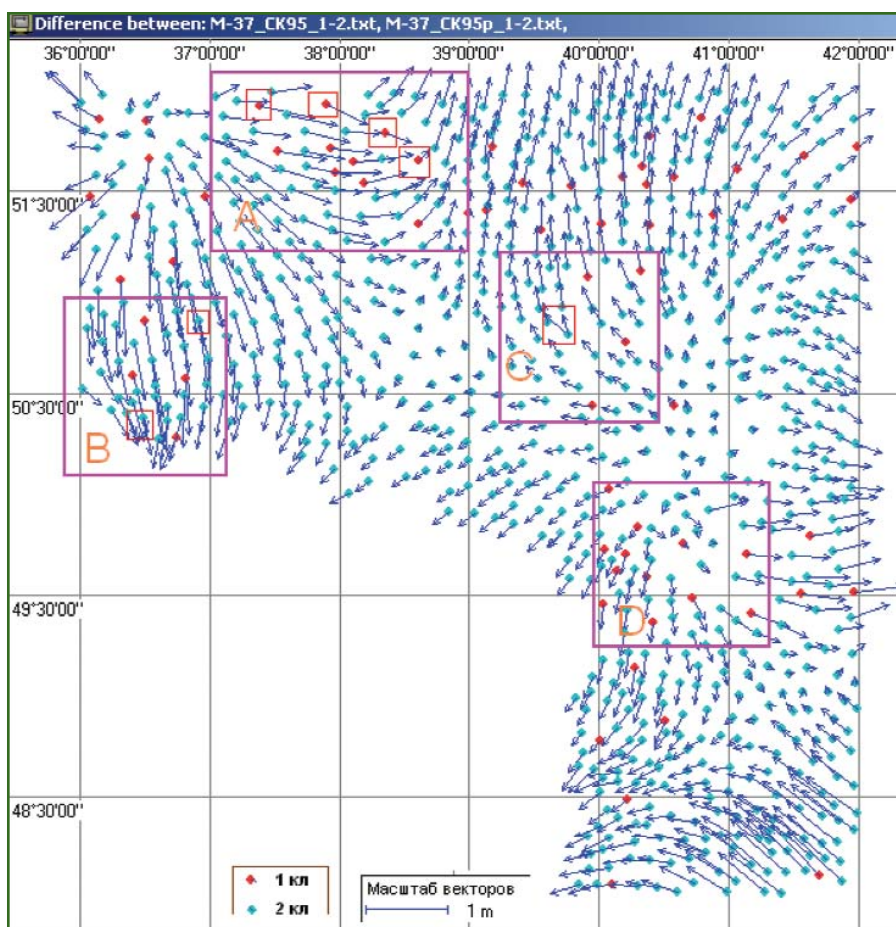 Difference between: M-37_CK95_1-2.txt, M-37_CK95p_1-2.txt,
36°00'00" 37°00'00" 38°00'00" 39°00'00" 40°00'00" 41°00'00" 42°00'00"
51°30'00"
A
C
50°30'00"
B
49°30'00"
D
48°30'00"
1 кл
2 кл
Масштаб векторов
1 m